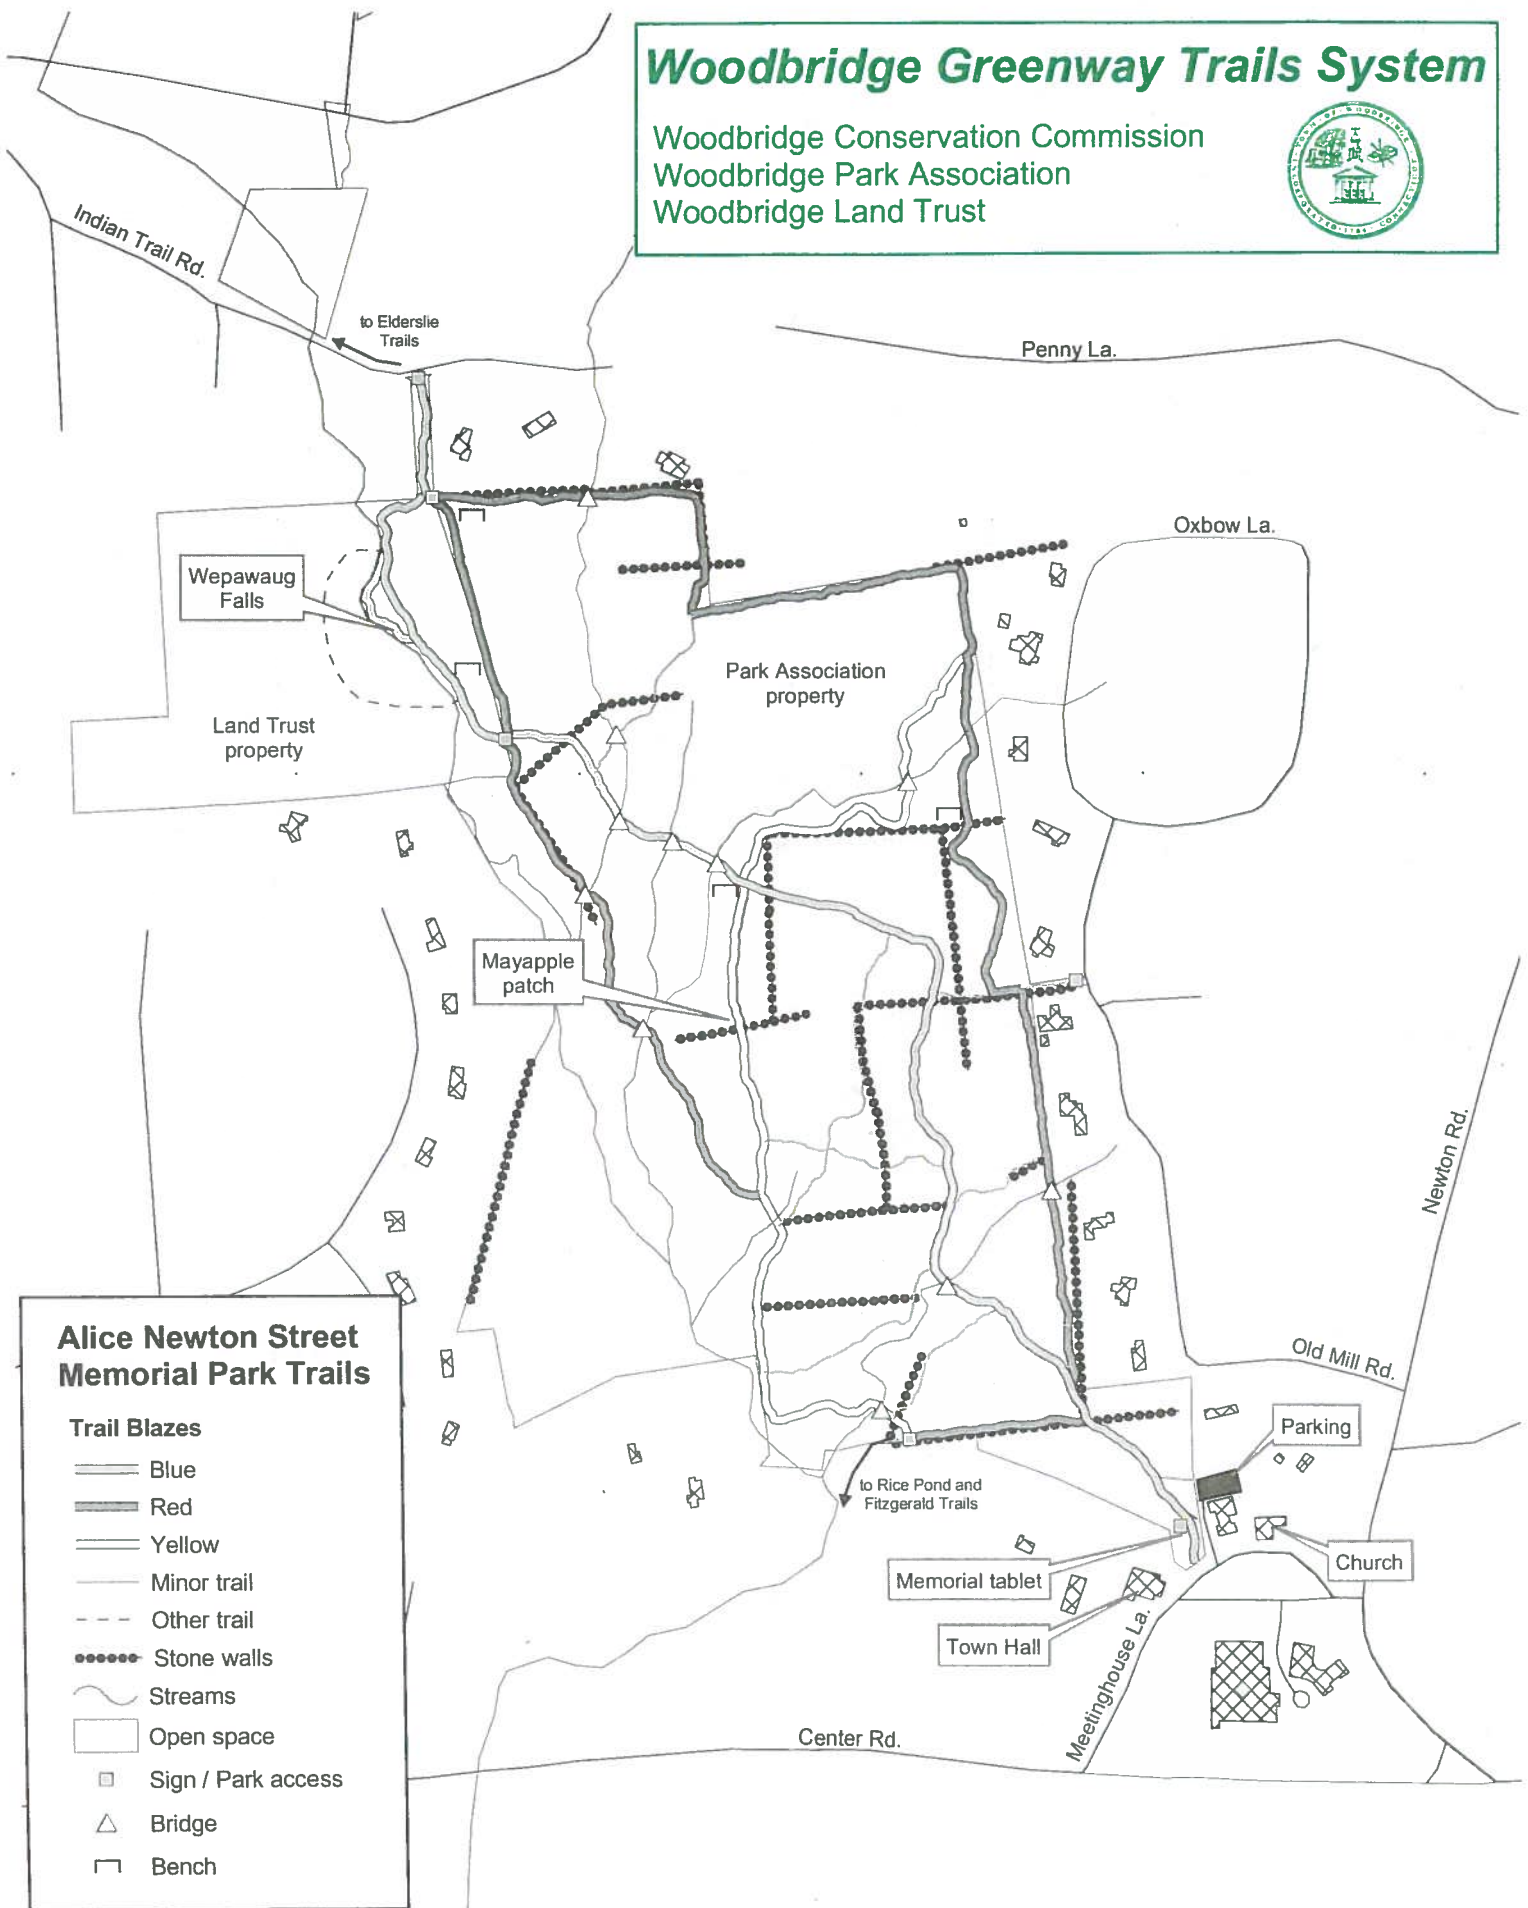 Woodbridge Greenway Trails System
Woodbridge Conservation Commission
Woodbridge Park Association
Woodbridge Land Trust
Indian Trail Rd.
to Elderslie
Trails
Penny La.
Oxbow La.
Wepawaug
Falls
Park Association
property
Land Trust
property
Mayapple
patch
Newton Rd.
Old Mill Rd.
Parking
to Rice Pond and
Fitzgerald Trails
Church
Memorial tablet
Town Hall
Meetinghouse La.
Center Rd.
Alice Newton Street
Memorial Park Trails
Trail Blazes
Blue
Red
Yellow
Minor trail
Other trail
Stone walls
Streams
Open space
Sign / Park access
Bridge
Bench